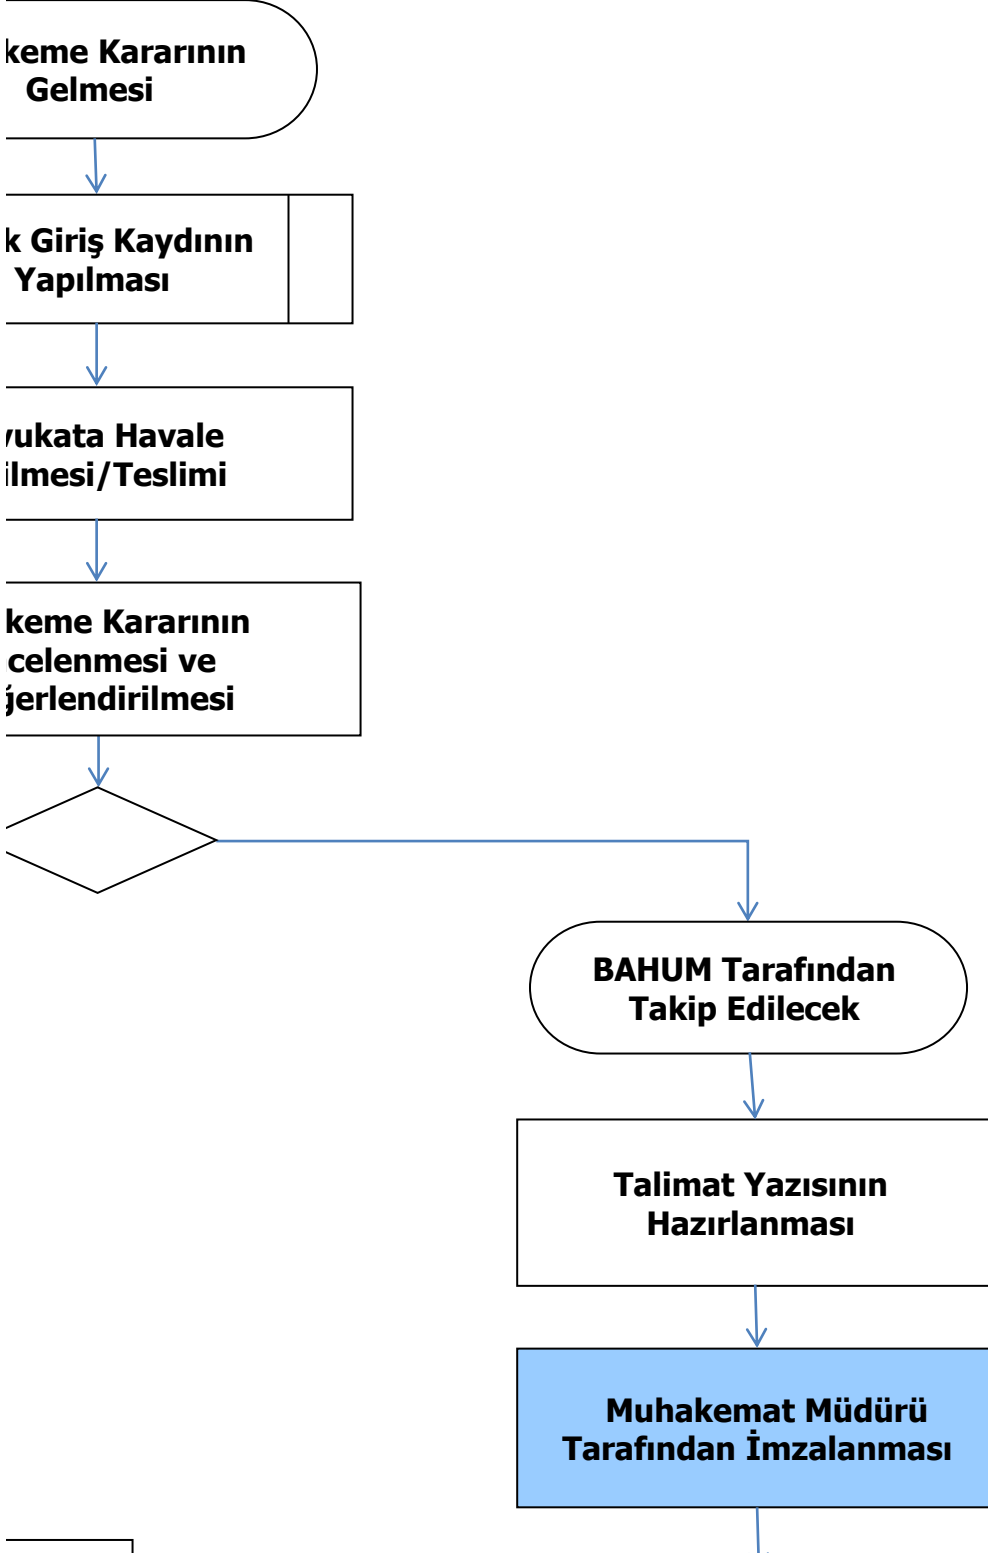 keme Kararının
Gelmesi
k Giriş Kaydının
Yapılması
vukata Havale
ilmesi/Teslimi
keme Kararının
celenmesi ve
ğerlendirilmesi
BAHUM Tarafından
Takip Edilecek
Talimat Yazısının
Hazırlanması
Muhakemat Müdürü
Tarafından İmzalanması